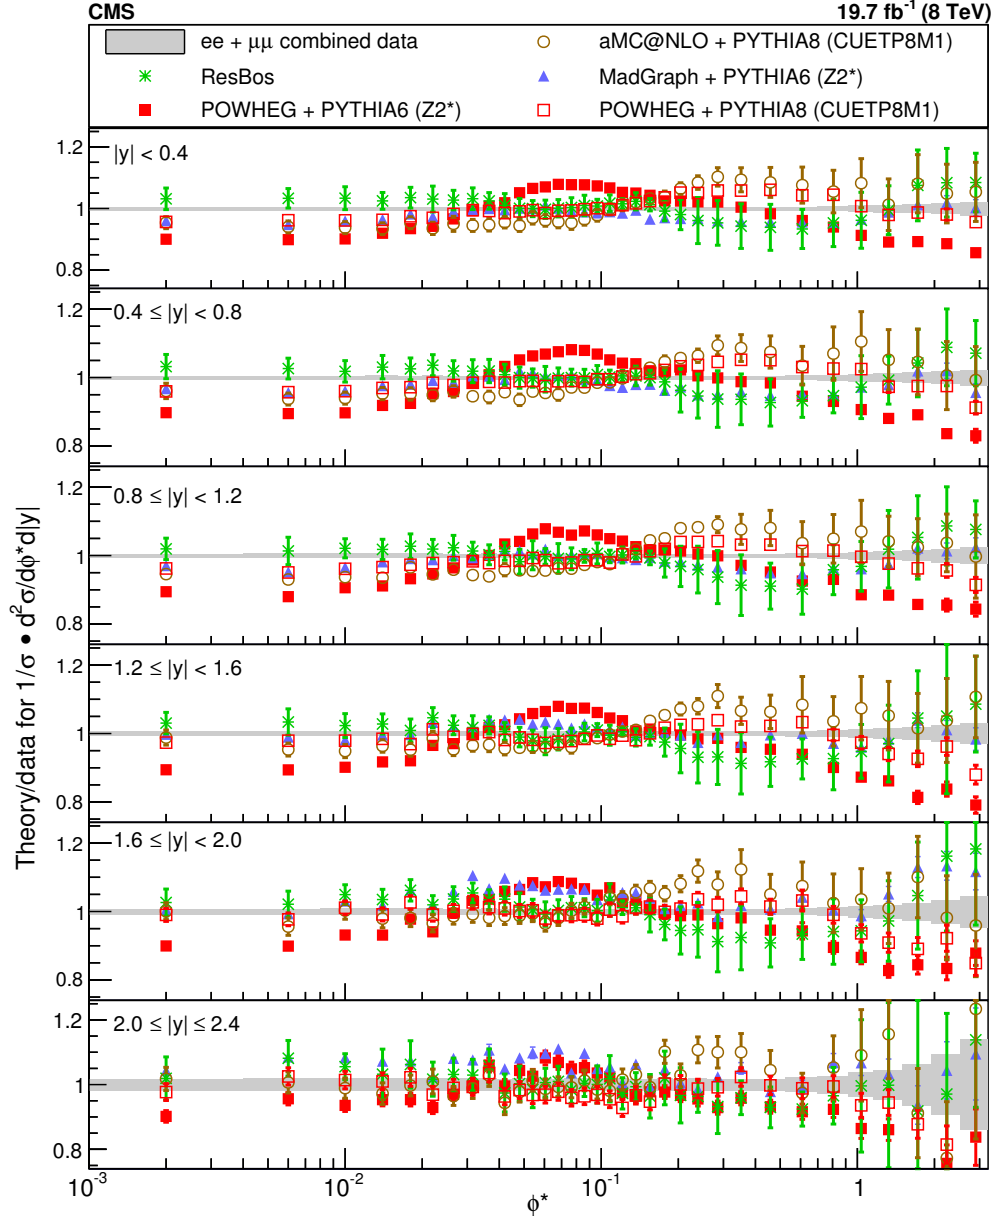 CMS 19.7 fb⁻¹ (8 TeV)
ee + μμ combined data
aMC@NLO + PYTHIA8 (CUETP8M1)
ResBos
MadGraph + PYTHIA6 (Z2*)
POWHEG + PYTHIA6 (Z2*)
POWHEG + PYTHIA8 (CUETP8M1)
Theory/data for 1/σ • d²σ/dϕ*d|y|
|y| < 0.4
1.2
1
0.8
0.4 ≤ |y| < 0.8
1.2
1
0.8
0.8 ≤ |y| < 1.2
1.2
1
0.8
1.2 ≤ |y| < 1.6
1.2
1
0.8
1.6 ≤ |y| < 2.0
1.2
1
0.8
2.0 ≤ |y| ≤ 2.4
1.2
1
0.8
10⁻³ 10⁻² 10⁻¹ 1
ϕ*